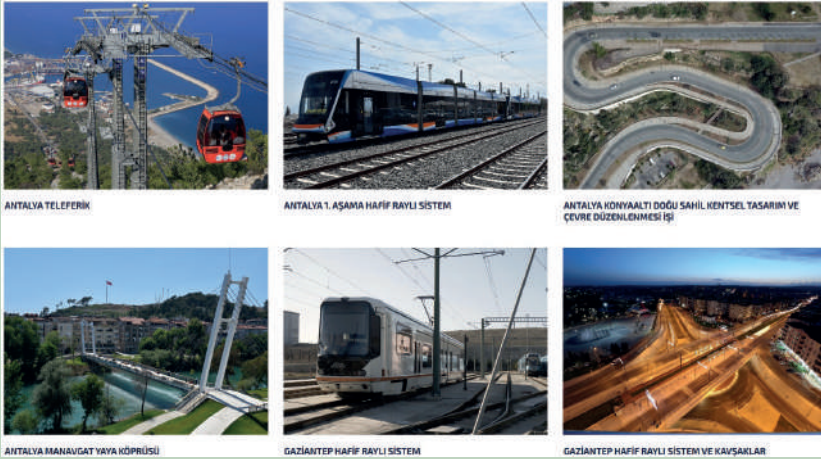 ANTALYA TELEFERİK
ANTALYA 1. AŞAMA HAFİF RAYLI SİSTEM
ANTALYA KONYAALTI DOĞU SAHİL KENTSEL TASARIM VE
ÇEVRE DÜZENLENMESİ İŞİ
ANTALYA MANAVGAT YAYA KÖPRÜSÜ
GAZİANTEP HAFİF RAYLI SİSTEM
GAZİANTEP HAFİF RAYLI SİSTEM VE KAVŞAKLAR